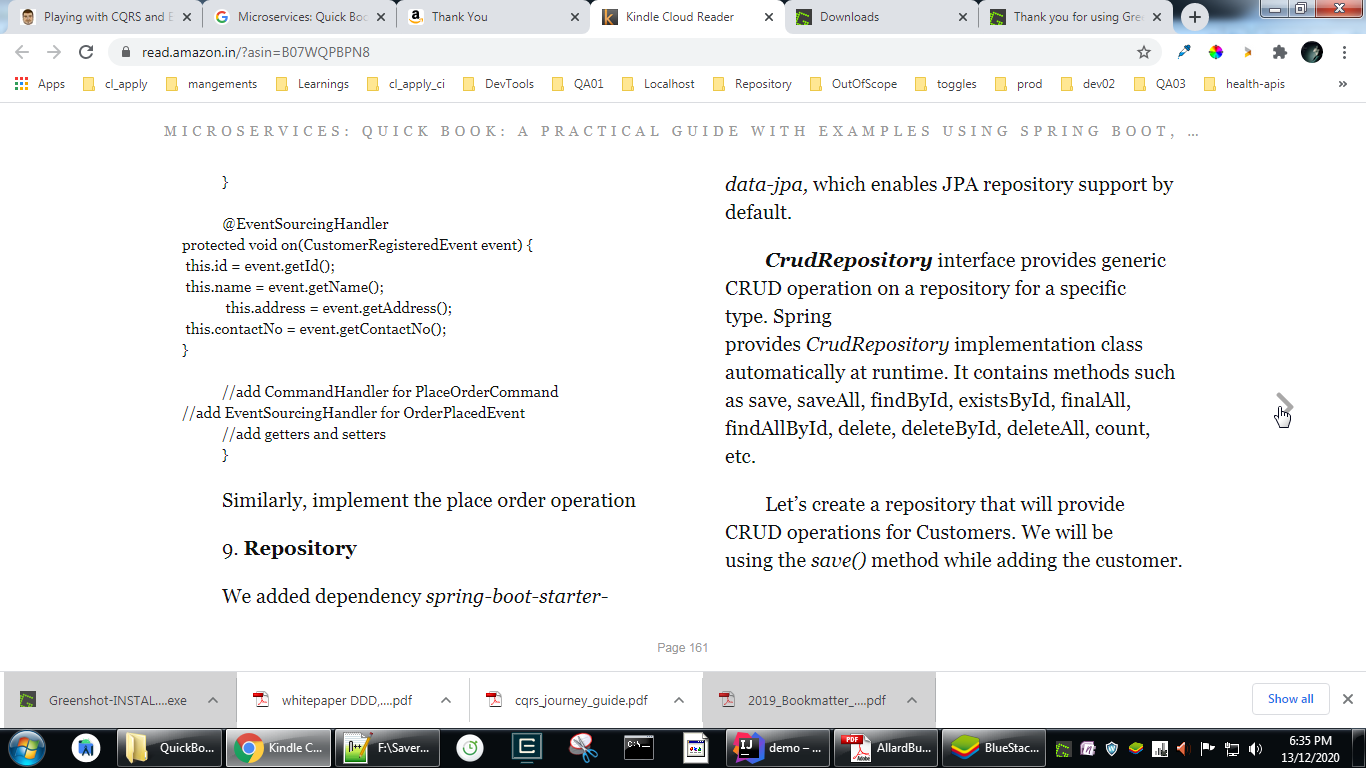 Playing with CQRS and E
Microservices: Quick Boo
Thank You
Kindle Cloud Reader
Downloads
Thank you for using Gre
read.amazon.in/?asin=B07WQPBPN8
Apps
cl_apply
mangements
Learnings
cl_apply_ci
DevTools
QA01
Localhost
Repository
OutOfScope
toggles
prod
dev02
QA03
health-apis
»
MICROSERVICES: QUICK BOOK: A PRACTICAL GUIDE WITH EXAMPLES USING SPRING BOOT, …
}
@EventSourcingHandler
protected void on(CustomerRegisteredEvent event) {
this.id = event.getId();
this.name = event.getName();
this.address = event.getAddress();
this.contactNo = event.getContactNo();
}
//add CommandHandler for PlaceOrderCommand
//add EventSourcingHandler for OrderPlacedEvent
//add getters and setters
}
Similarly, implement the place order operation
9. Repository
We added dependency spring-boot-starter-
data-jpa, which enables JPA repository support by
default.
CrudRepository interface provides generic
CRUD operation on a repository for a specific
type. Spring
provides CrudRepository implementation class
automatically at runtime. It contains methods such
as save, saveAll, findById, existsById, finalAll,
findAllById, delete, deleteById, deleteAll, count,
etc.
Let's create a repository that will provide
CRUD operations for Customers. We will be
using the save() method while adding the customer.
Page 161
Greenshot-INSTAL....exe
whitepaper DDD,....pdf
cqrs_journey_guide.pdf
2019_Bookmatter_....pdf
Show all
QuickBo...
Kindle C...
F:\Saver...
demo – ...
AllardBu...
BlueStac...
6:35 PM
13/12/2020